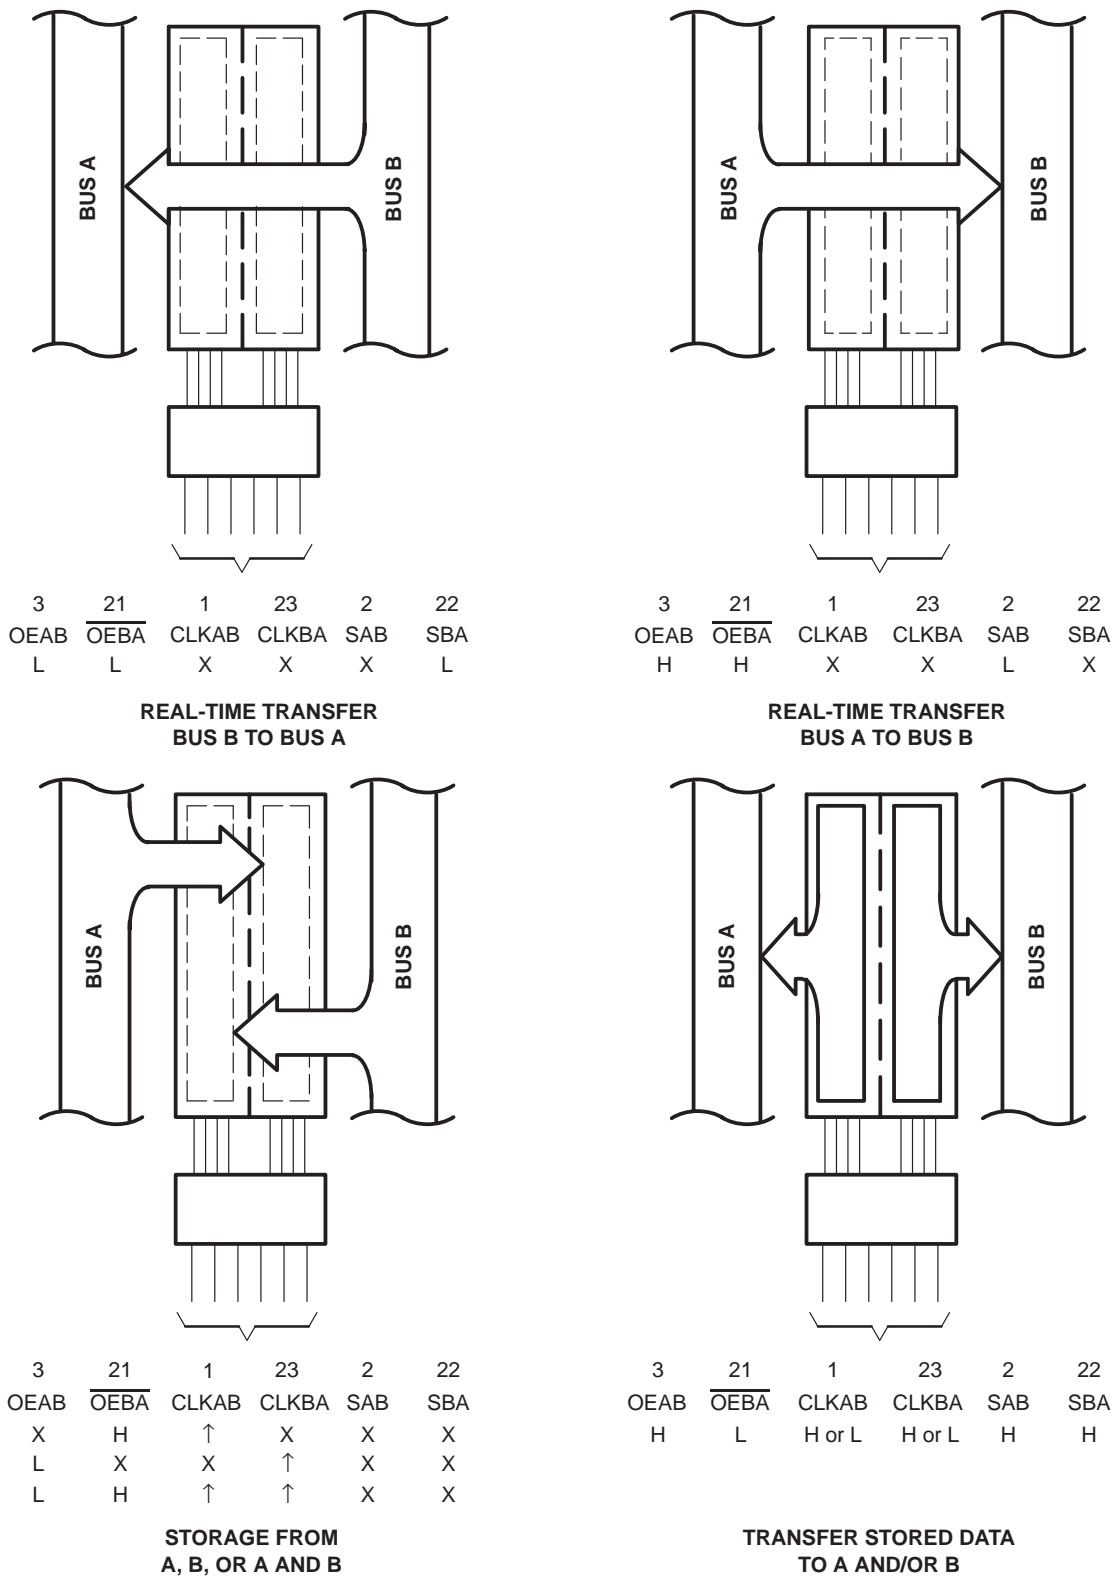 BUS A
BUS B
3 21 1 23 2 22
OEAB OEBA CLKAB CLKBA SAB SBA
L L X X X L
REAL-TIME TRANSFER
BUS B TO BUS A
BUS A
BUS B
3 21 1 23 2 22
OEAB OEBA CLKAB CLKBA SAB SBA
H H X X L X
REAL-TIME TRANSFER
BUS A TO BUS B
BUS A
BUS B
3 21 1 23 2 22
OEAB OEBA CLKAB CLKBA SAB SBA
X H ↑ X X X
L X X ↑ X X
L H ↑ ↑ X X
STORAGE FROM
A, B, OR A AND B
BUS A
BUS B
3 21 1 23 2 22
OEAB OEBA CLKAB CLKBA SAB SBA
H L H or L H or L H H
TRANSFER STORED DATA
TO A AND/OR B